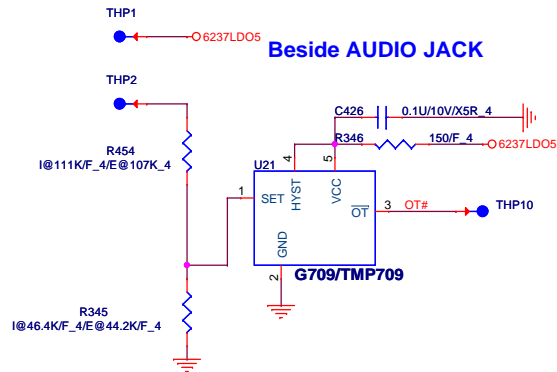 THP1
6237LDO5
Beside AUDIO JACK
THP2
C426 0.1U/10V/X5R_4
R346 150/F_4
6237LDO5
R454
I@111K/F_4/E@107K_4
U21
4 5
1 SET HYST VCC OT 3 OT# THP10
GND
2
G709/TMP709
R345
I@46.4K/F_4/E@44.2K/F_4